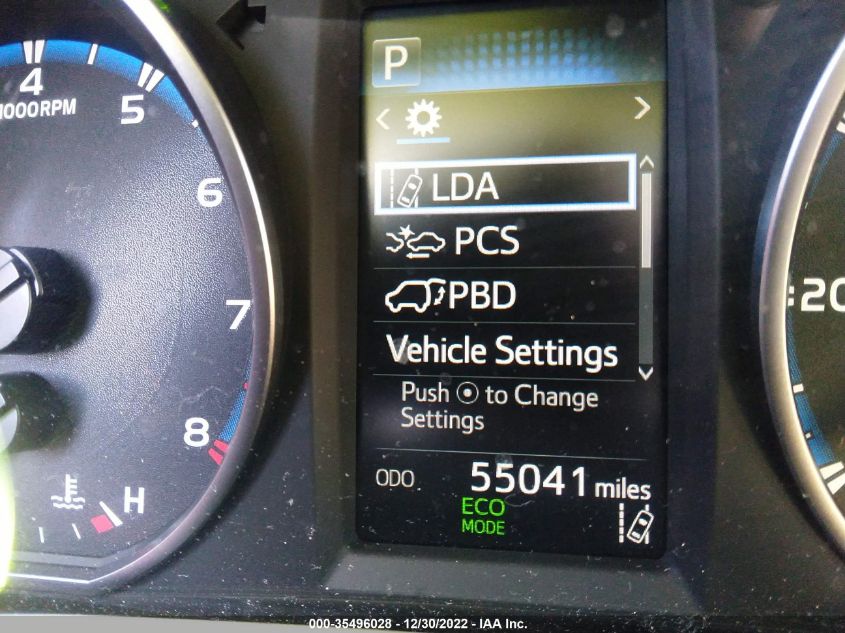 4
5
1000RPM
6
7
8
H
P
LDA
PCS
PBD
Vehicle Settings
Push to Change
Settings
ODO 55041 miles
ECO
MODE
20
000-35496028 - 12/30/2022 - IAA Inc.